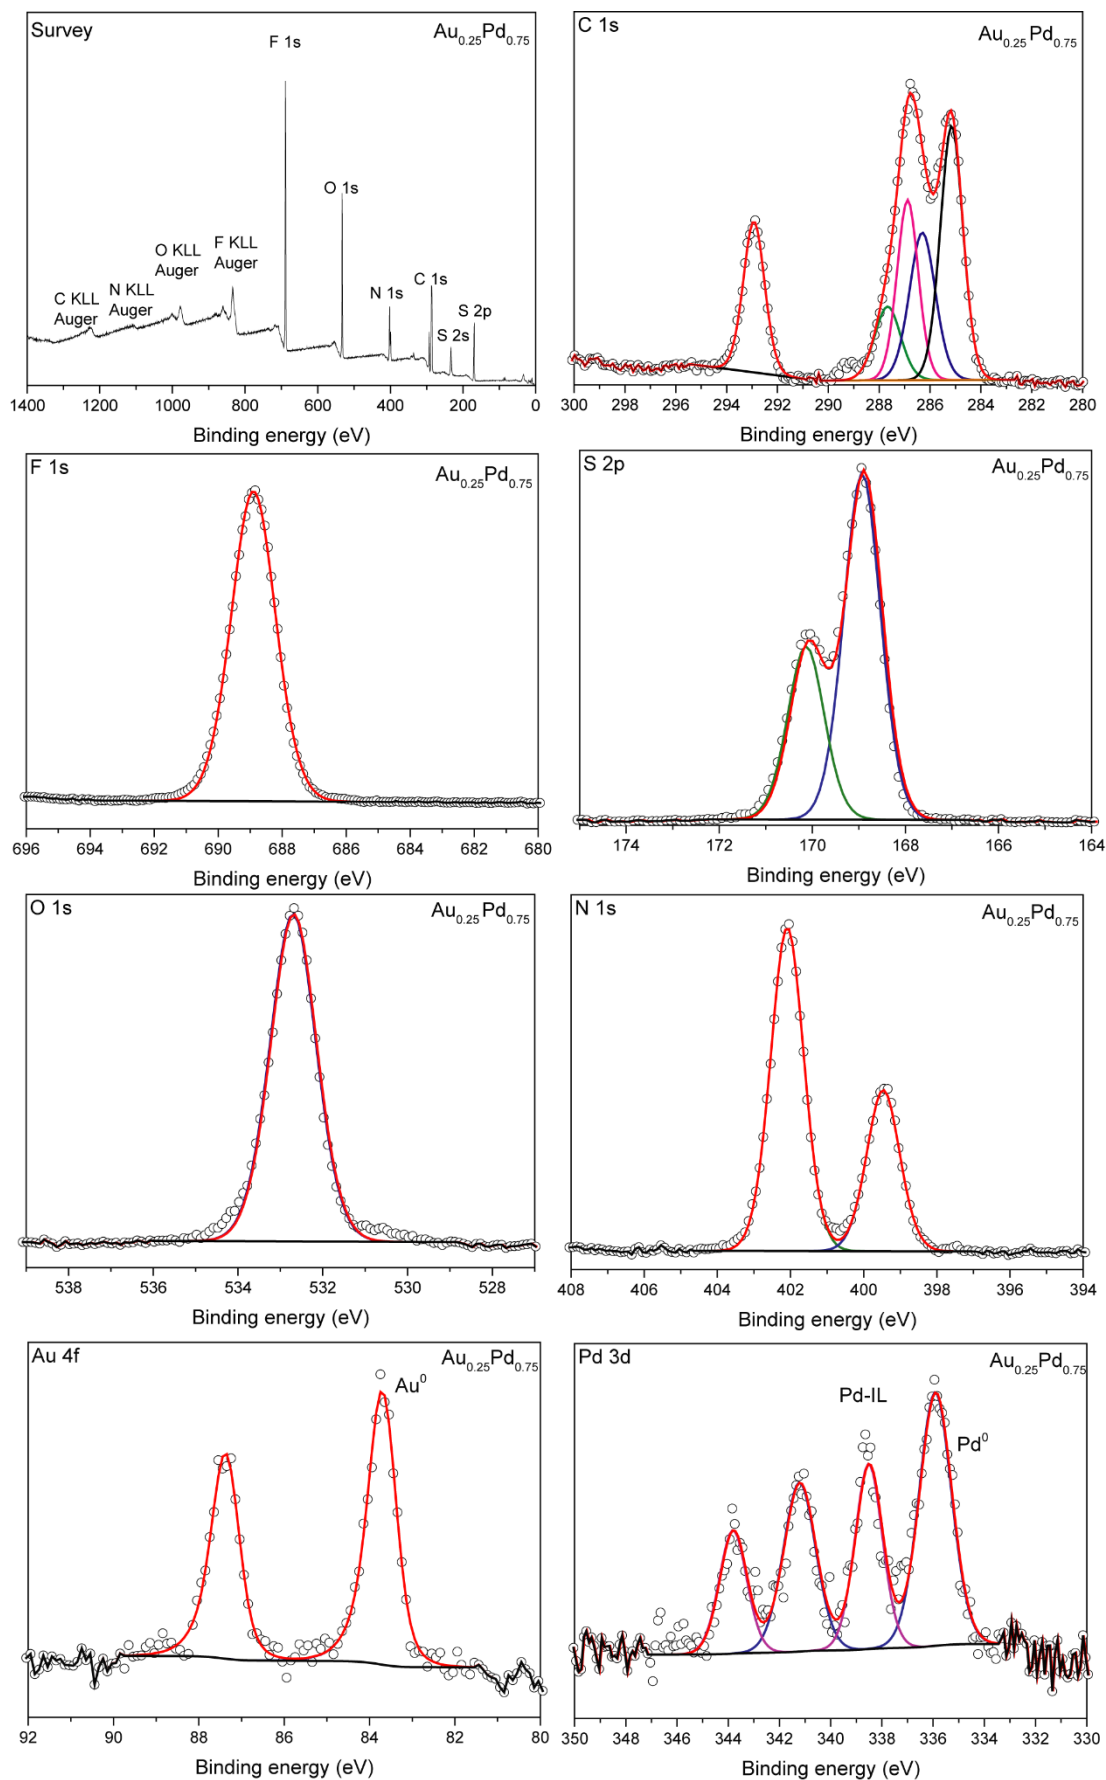 Survey
Au0.25Pd0.75
F 1s
O 1s
O KLL
Auger
F KLL
Auger
N KLL
Auger
C KLL
Auger
N 1s
C 1s
S 2p
S 2s
1400 1200 1000 800 600 400 200 0
Binding energy (eV)
C 1s
Au0.25Pd0.75
300 298 296 294 292 290 288 286 284 282 280
Binding energy (eV)
F 1s
Au0.25Pd0.75
696 694 692 690 688 686 684 682 680
Binding energy (eV)
S 2p
Au0.25Pd0.75
174 172 170 168 166 164
Binding energy (eV)
O 1s
Au0.25Pd0.75
538 536 534 532 530 528
Binding energy (eV)
N 1s
Au0.25Pd0.75
408 406 404 402 400 398 396 394
Binding energy (eV)
Au 4f
Au0.25Pd0.75
Au0
92 90 88 86 84 82 80
Binding energy (eV)
Pd 3d
Au0.25Pd0.75
Pd-IL
Pd0
350 348 346 344 342 340 338 336 334 332 330
Binding energy (eV)